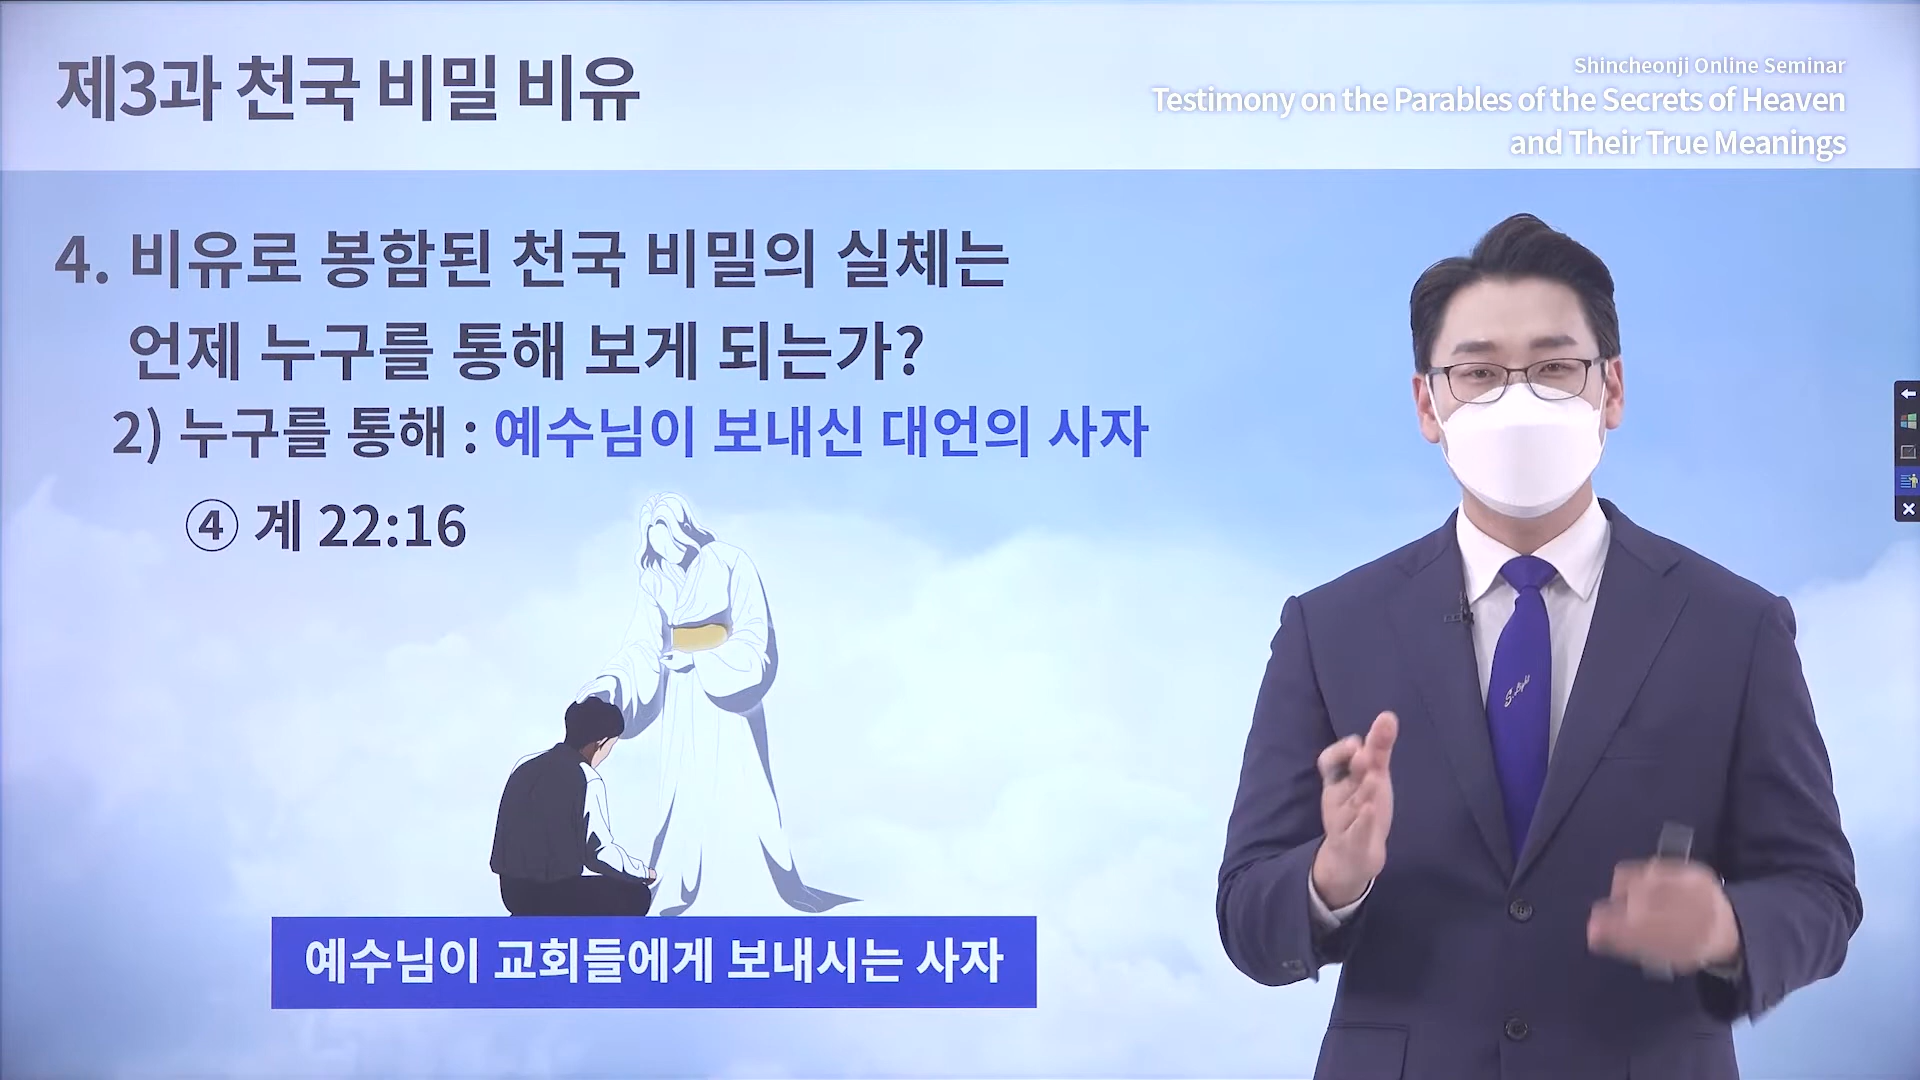 제3과 천국 비밀 비유
Shincheonji Online Seminar
Testimony on the Parables of the Secrets of Heaven
and Their True Meanings
4. 비유로 봉함된 천국 비밀의 실체는
언제 누구를 통해 보게 되는가?
2) 누구를 통해 : 예수님이 보내신 대언의 사자
④ 계 22:16
예수님이 교회들에게 보내시는 사자